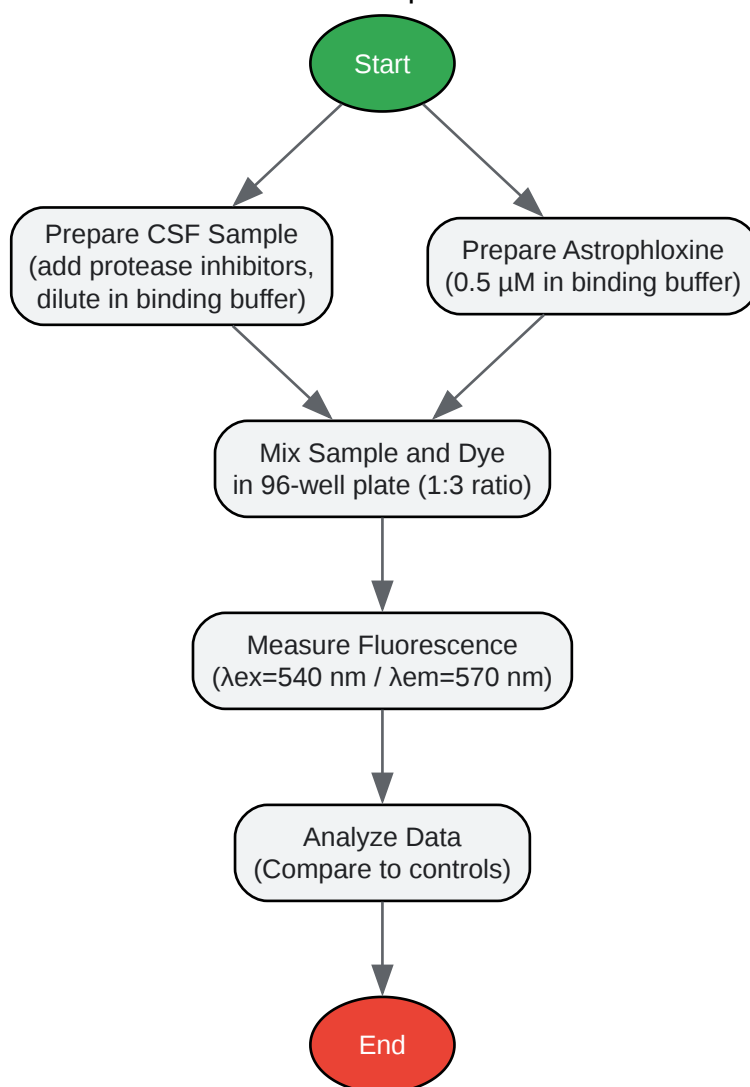 Start
Prepare CSF Sample
(add protease inhibitors,
dilute in binding buffer)
Prepare Astrophloxine
(0.5 µM in binding buffer)
Mix Sample and Dye
in 96-well plate (1:3 ratio)
Measure Fluorescence
(λex=540 nm / λem=570 nm)
Analyze Data
(Compare to controls)
End